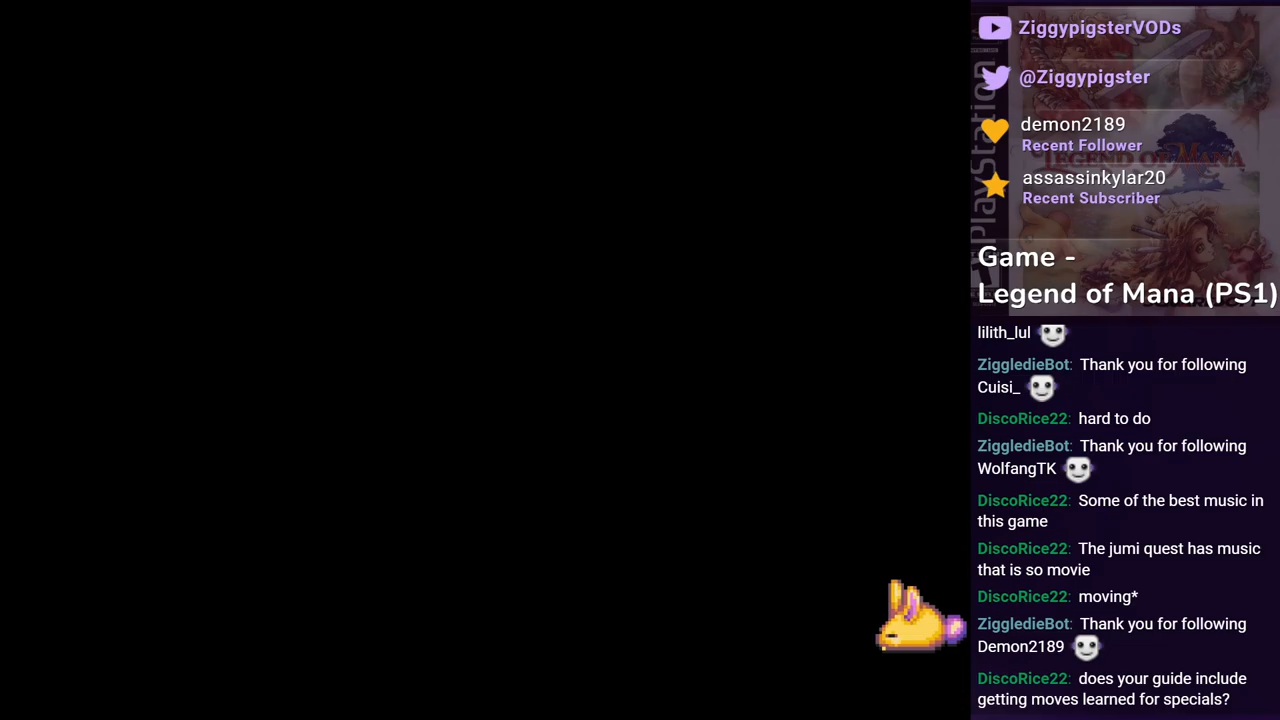 ZiggypigsterVODs
@Ziggypigster
demon2189
Recent Follower
assassinkylar20
Recent Subscriber
PlayStation
LEGEND OF MANA
Game -
Legend of Mana (PS1)
lilith_lul
ZiggledieBot: Thank you for following
Cuisi_
DiscoRice22: hard to do
ZiggledieBot: Thank you for following
WolfangTK
DiscoRice22: Some of the best music in
this game
DiscoRice22: The jumi quest has music
that is so movie
DiscoRice22: moving*
ZiggledieBot: Thank you for following
Demon2189
DiscoRice22: does your guide include
getting moves learned for specials?